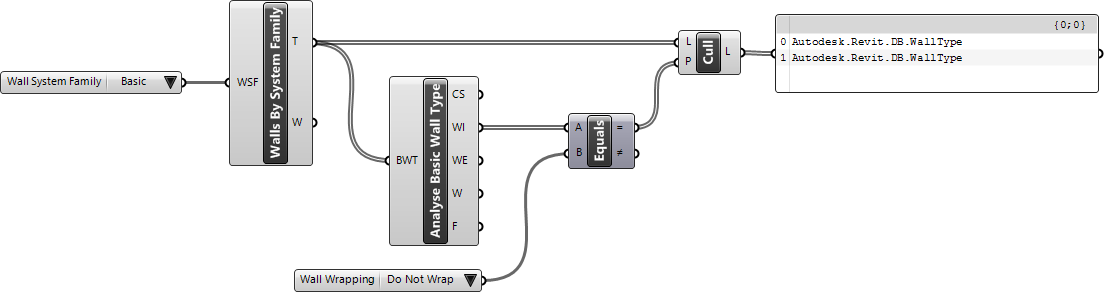 Wall System Family Basic
WSF
Walls By System Family
T
W
BWT
Analyse Basic Wall Type
CS
WI
WE
W
F
Wall Wrapping Do Not Wrap
A
B
Equals
=
≠
L
P
Cull
L
{0;0}
0 Autodesk.Revit.DB.WallType
1 Autodesk.Revit.DB.WallType